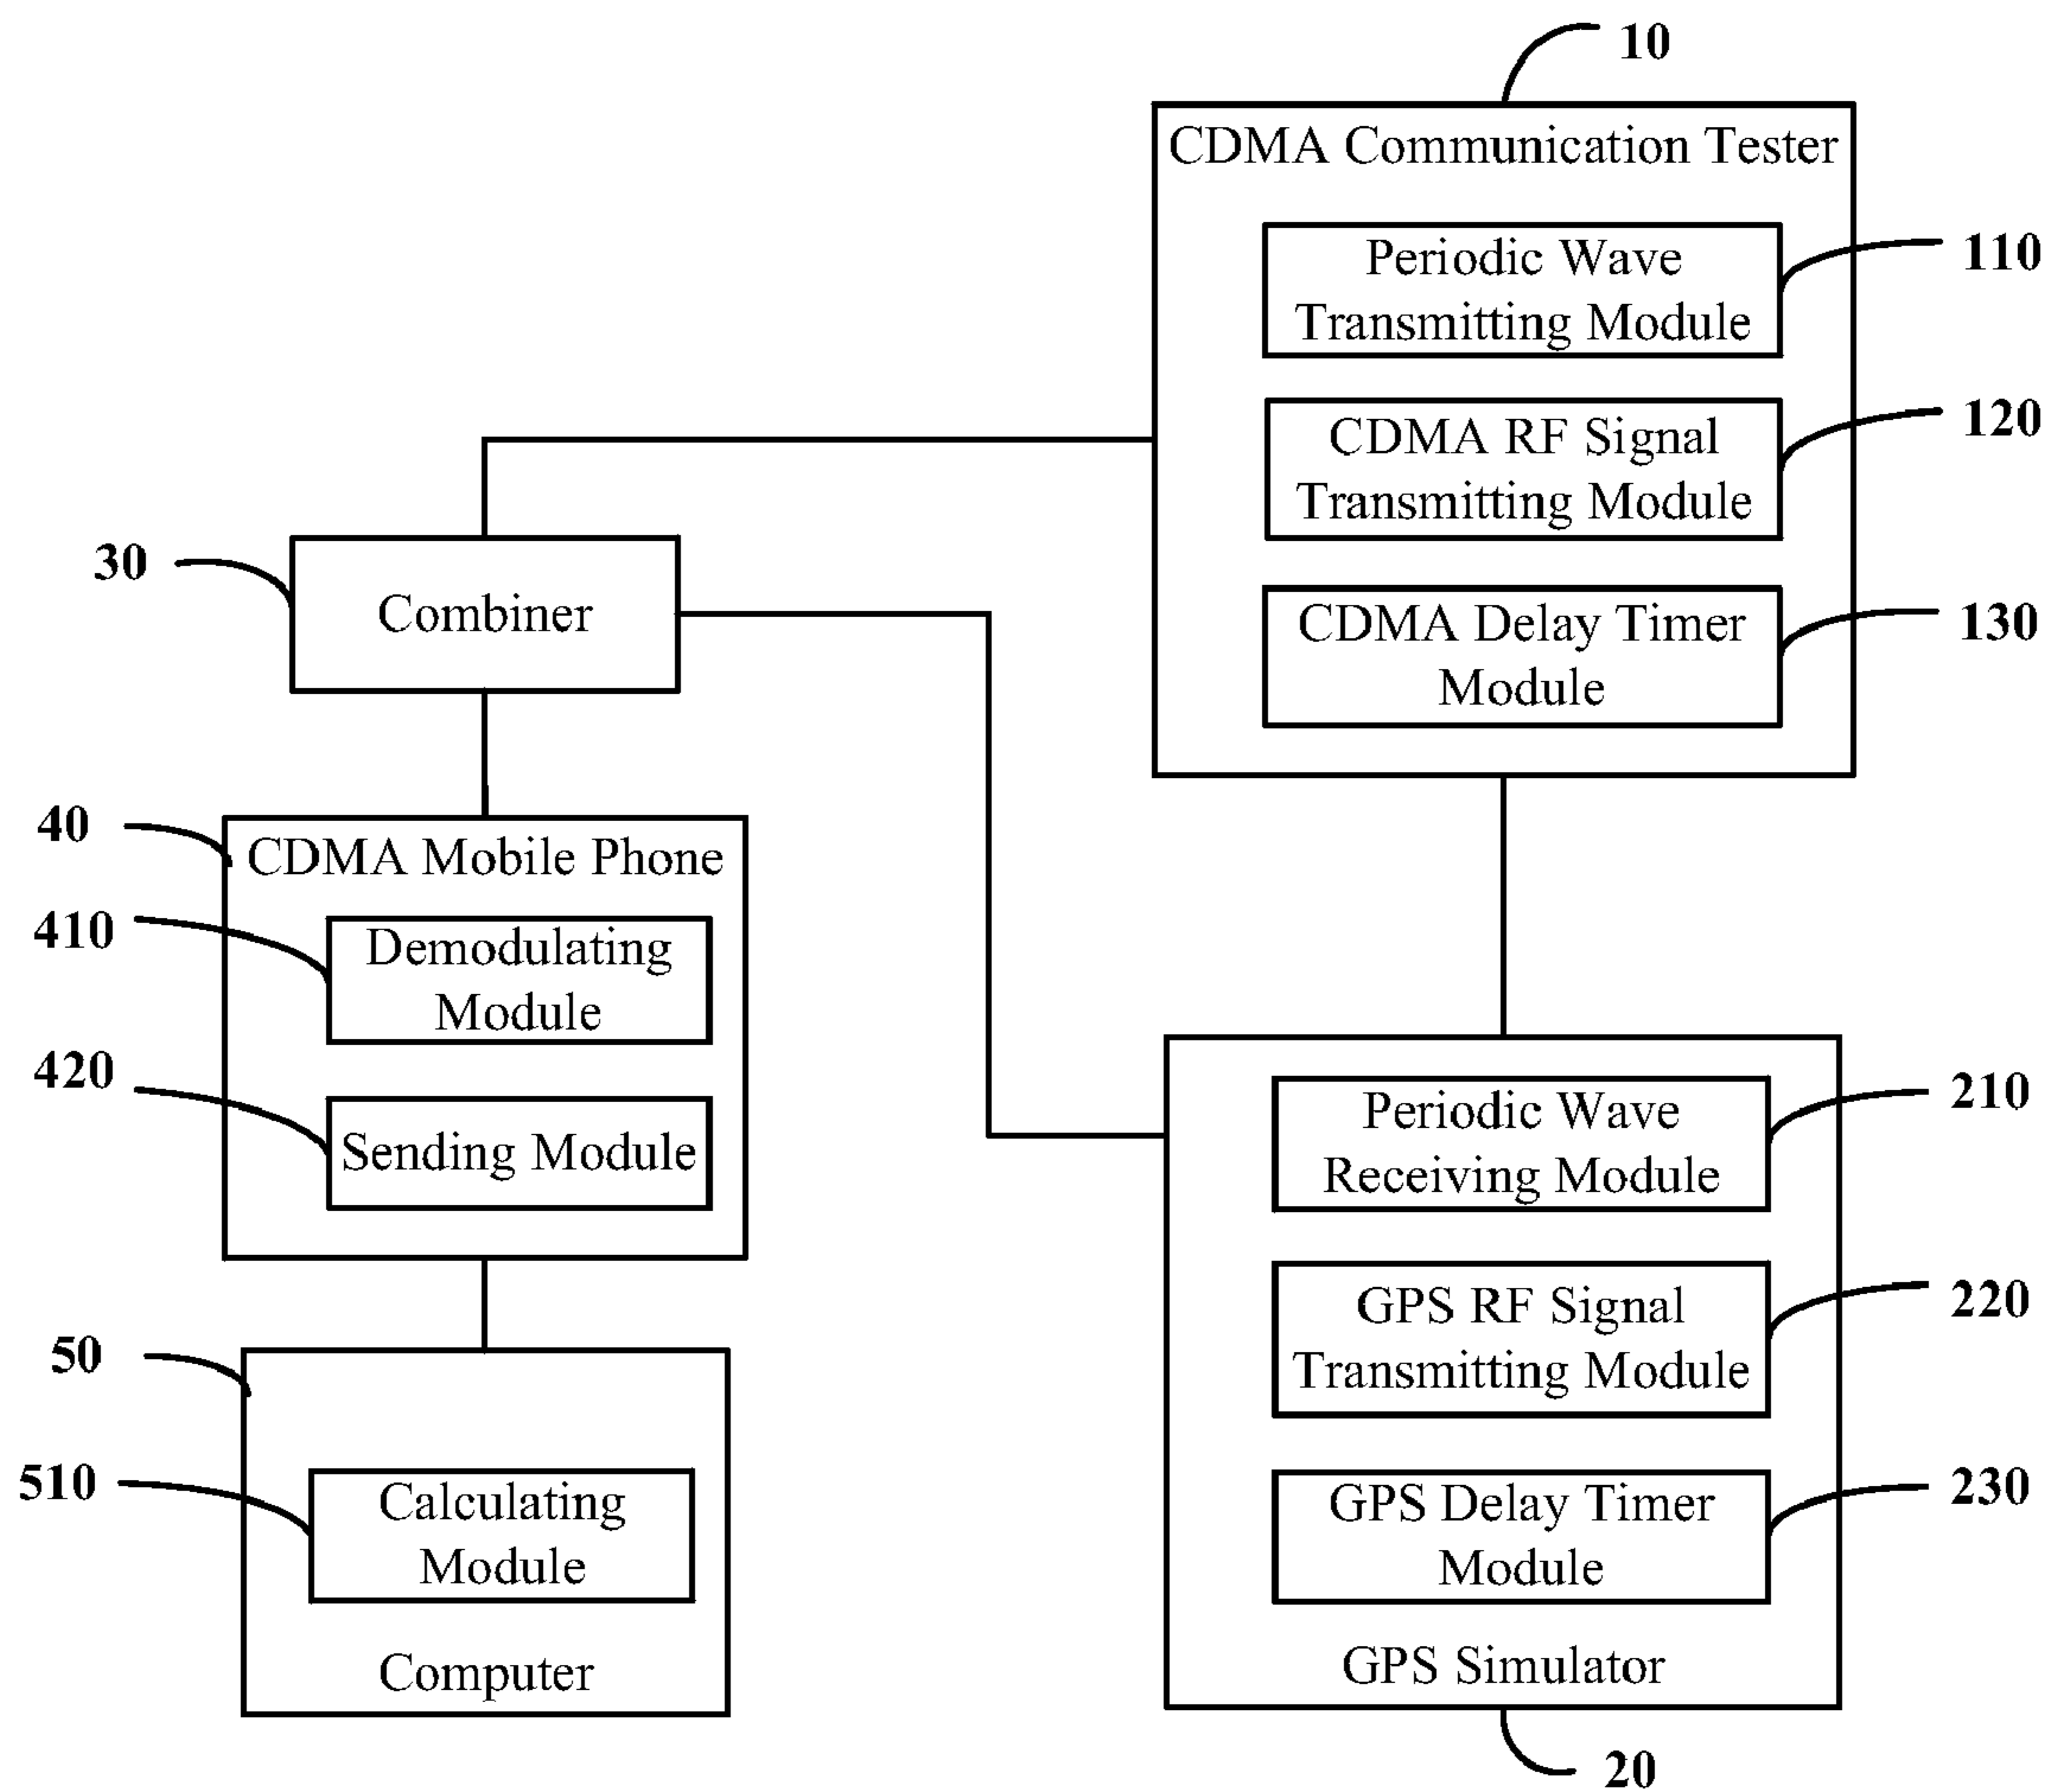 10
CDMA Communication Tester
Periodic Wave
Transmitting Module
110
CDMA RF Signal
Transmitting Module
120
CDMA Delay Timer
Module
130
30
Combiner
40
CDMA Mobile Phone
410
Demodulating
Module
420
Sending Module
50
510
Calculating
Module
Computer
Periodic Wave
Receiving Module
210
GPS RF Signal
Transmitting Module
220
GPS Delay Timer
Module
230
GPS Simulator
20